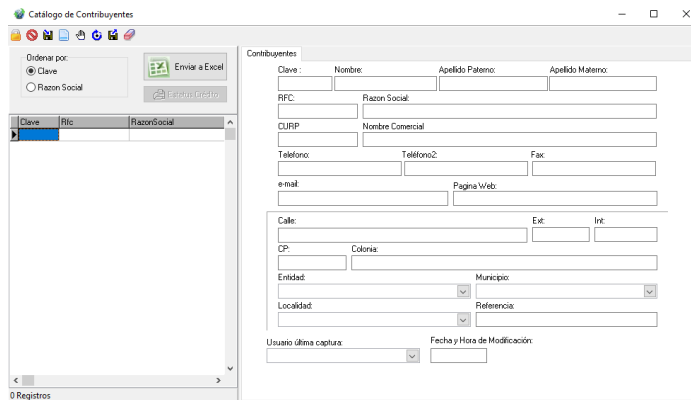 Catálogo de Contribuyentes
Ordenar por:
Clave
Razon Social
Enviar a Excel
Estatus Crédito
Clave Rfc RazonSocial
0 Registros
Contribuyentes
Clave : Nombre: Apellido Paterno: Apellido Materno:
RFC: Razon Social:
CURP Nombre Comercial
Telefono: Teléfono2: Fax:
e-mail: Pagina Web:
Calle: Ext: Int:
CP: Colonia:
Entidad: Municipio:
Localidad: Referencia:
Usuario última captura: Fecha y Hora de Modificación: